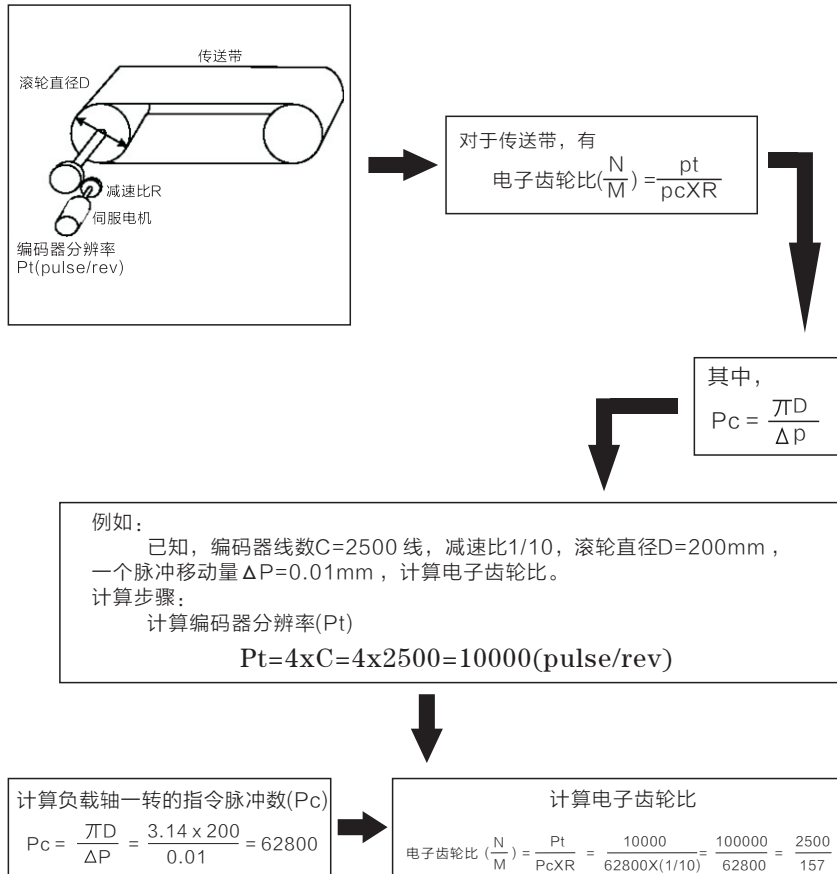 传送带
滚轮直径D
减速比R
伺服电机
编码器分辨率
Pt(pulse/rev)
对于传送带，有
电子齿轮比(N/M) = pt/pcXR
其中，
Pc = πD/Δp
例如：
已知，编码器线数C=2500 线，减速比1/10，滚轮直径D=200mm ，
一个脉冲移动量ΔP=0.01mm ，计算电子齿轮比。
计算步骤：
计算编码器分辨率(Pt)
Pt=4xC=4x2500=10000(pulse/rev)
计算负载轴一转的指令脉冲数(Pc)
Pc = πD/ΔP = 3.14 x 200/0.01 = 62800
计算电子齿轮比
电子齿轮比 (N/M) = Pt/PcXR = 10000/62800X(1/10) = 100000/62800 = 2500/157